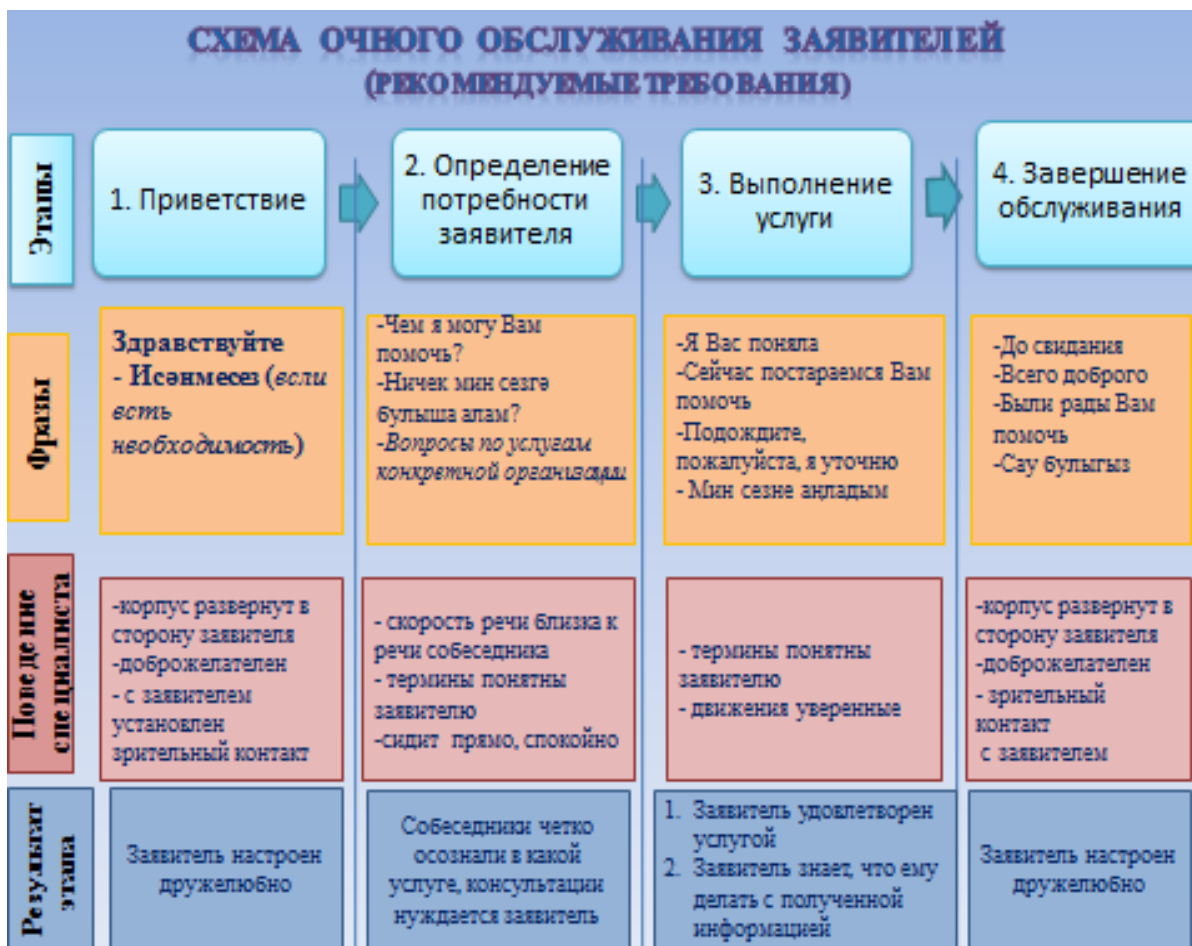 СХЕМА ОЧНОГО ОБСЛУЖИВАНИЯ ЗАЯВИТЕЛЕЙ
(РЕКОМЕНДУЕМЫЕ ТРЕБОВАНИЯ)
Этапы
1. Приветствие
2. Определение
потребности
заявителя
3. Выполнение
услуги
4. Завершение
обслуживания
Фразы
Здравствуйте
- Исәнмесез (если
есть
необходимость)
-Чем я могу Вам
помочь?
-Ничек мин сезгә
булыша алам?
-Вопросы по услугам
конкретной организации
-Я Вас поняла
-Сейчас постараемся Вам
помочь
-Подождите,
пожалуйста, я уточню
- Мин сезне аңладым
-До свидания
-Всего доброго
-Были рады Вам
помочь
-Сау булыгыз
Поведение
специалиста
-корпус развернут в
сторону заявителя
-доброжелателен
- с заявителем
установлен
зрительный контакт
- скорость речи близка к
речи собеседника
- термины понятны
заявителю
-сидит прямо, спокойно
- термины понятны
заявителю
- движения уверенные
-корпус развернут в
сторону заявителя
-доброжелателен
- зрительный
контакт
с заявителем
Результат
этапа
Заявитель настроен
дружелюбно
Собеседники четко
осознали в какой
услуге, консультации
нуждается заявитель
1. Заявитель удовлетворен
услугой
2. Заявитель знает, что ему
делать с полученной
информацией
Заявитель настроен
дружелюбно